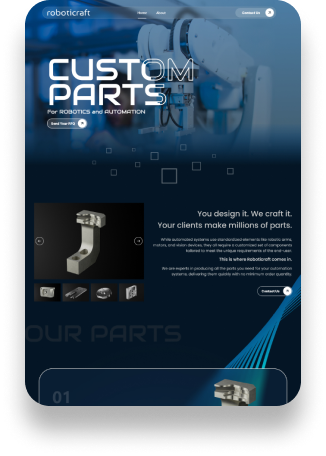 roboticraft
Home About Contact Us
CUSTOM
PARTS
For ROBOTICS and AUTOMATION
Send Your RFQ
You design it. We craft it.
Your clients make millions of parts.
While automated systems use standardized elements like robotic arms,
motors, and vision devices, they all require a customized set of components
tailored to meet the unique requirements of the end-user.
This is where Roboticraft comes in.
We are experts in producing all the parts you need for your automation
systems, delivering them quickly with no minimum order quantity.
Contact Us
OUR PARTS
01